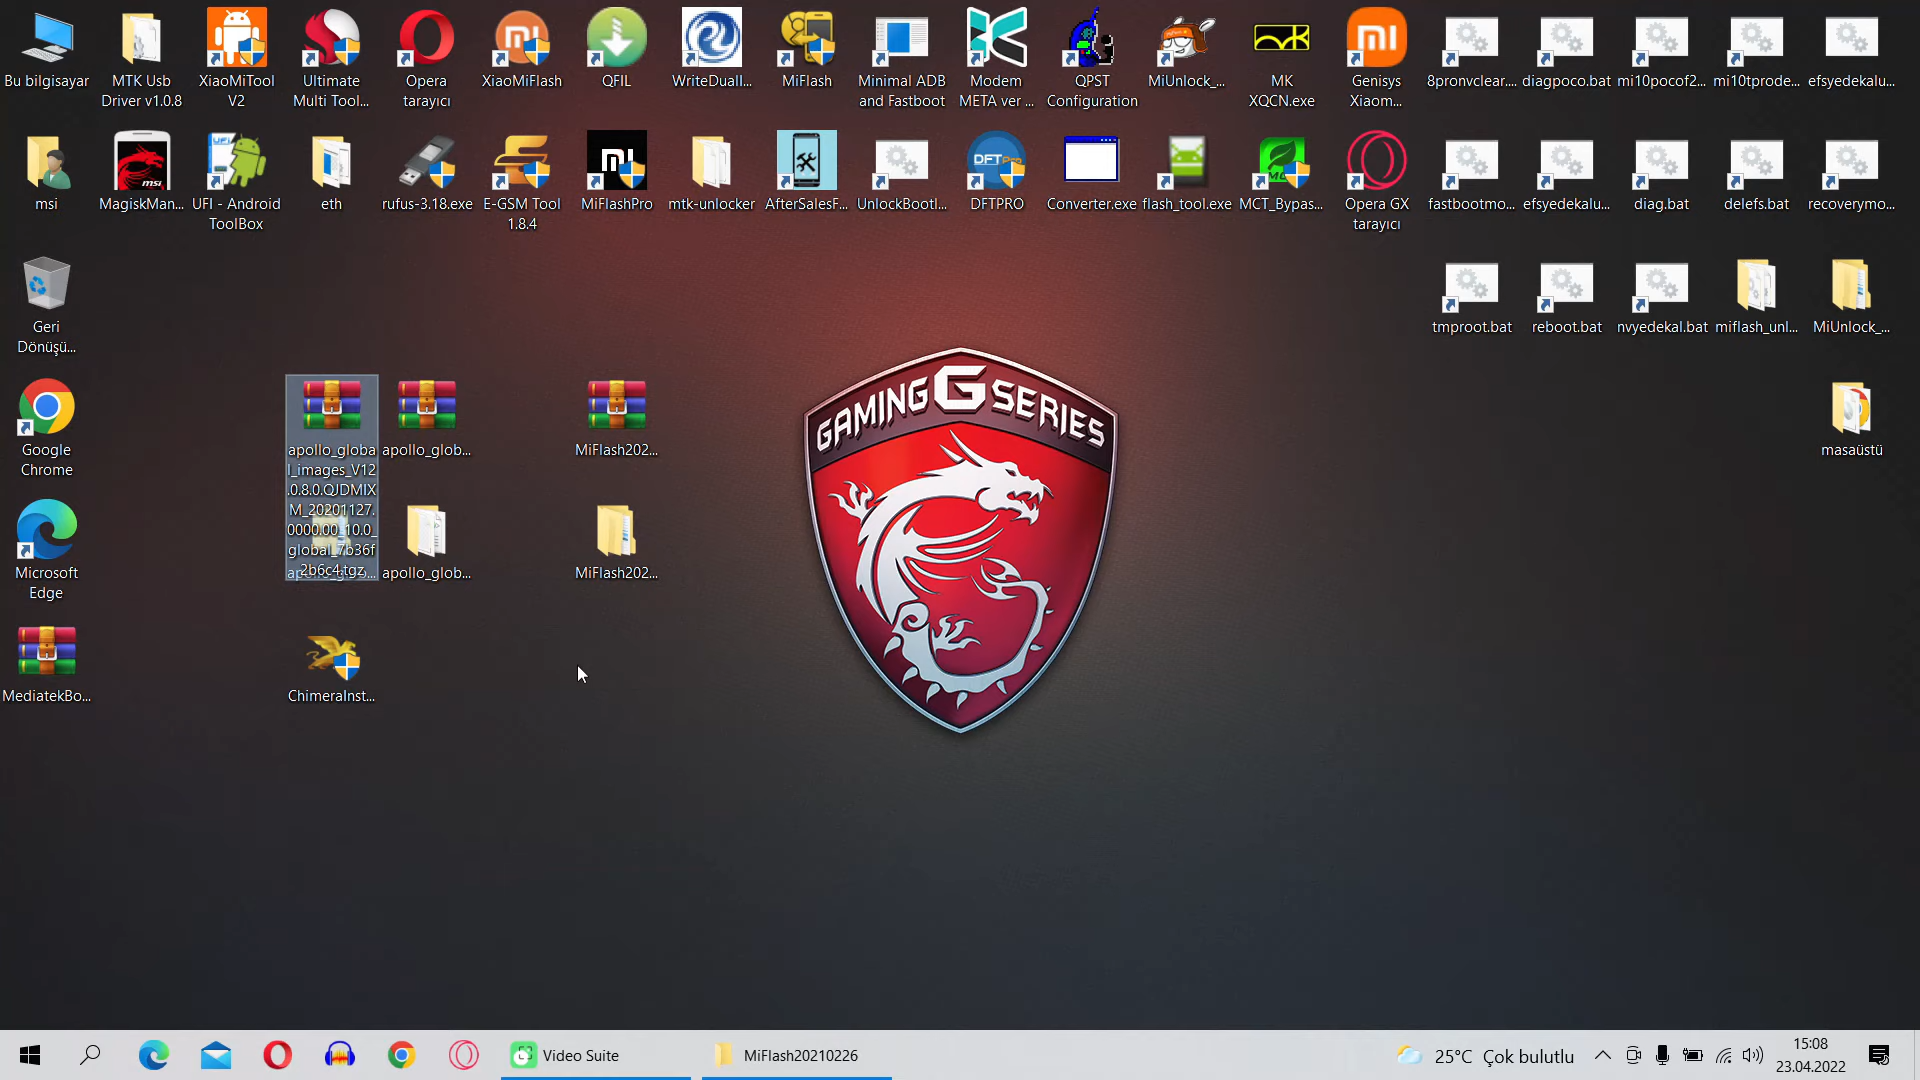 Bu bilgisayar
MTK Usb
Driver v1.0.8
XiaoMiTool
V2
Ultimate
Multi Tool...
Opera
tarayıcı
XiaoMiFlash
QFIL
WriteDuall...
MiFlash
Minimal ADB
and Fastboot
Modem
META ver ...
QPST
Configuration
MiUnlock_...
MK
XQCN.exe
Genisys
Xiaom...
8pronvclear....
diagpoco.bat
mi10pocof2...
mi10tprode...
efsyedekalu...
msi
MagiskMan...
UFI - Android
ToolBox
eth
rufus-3.18.exe
E-GSM Tool
1.8.4
MiFlashPro
mtk-unlocker
AfterSalesF...
UnlockBootl...
DFTPRO
Converter.exe
flash_tool.exe
MCT_Bypas...
Opera GX
tarayıcı
fastbootmo...
efsyedekalu...
diag.bat
delefs.bat
recoverymo...
Geri
Dönüşü...
tmproot.bat
reboot.bat
nvyedekal.bat
miflash_unl...
MiUnlock_...
Google
Chrome
apollo_globa
l_images_V12
.0.8.0.QJDMIX
M_20201127.
0000.00_10.0_
global_7b36f
2b6c4.tgz
apollo_glob...
MiFlash202...
masaüstü
Microsoft
Edge
apollo_glob...
MiFlash202...
MediatekBo...
ChimeraInst...
GAMING G SERIES
Video Suite
MiFlash20210226
25°C Çok bulutlu
15:08
23.04.2022